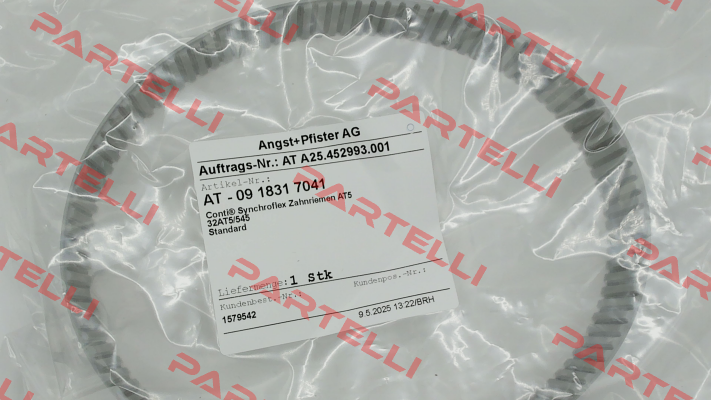 Angst+Pfister AG
Auftrags-Nr.: AT A25.452993.001
Artikel-Nr.:
AT - 09 1831 7041
Conti® Synchroflex Zahnriemen AT5
32AT5/545
Standard
Liefermenge: 1 Stk
Kundenbest.-Nr.: Kundenpos.-Nr.:
1579542 9.5.2025 13:22/BRH
PARTELLI
PARTELLI
PARTELLI
PARTELLI
PARTELLI
PARTELLI
PARTELLI
PARTELLI